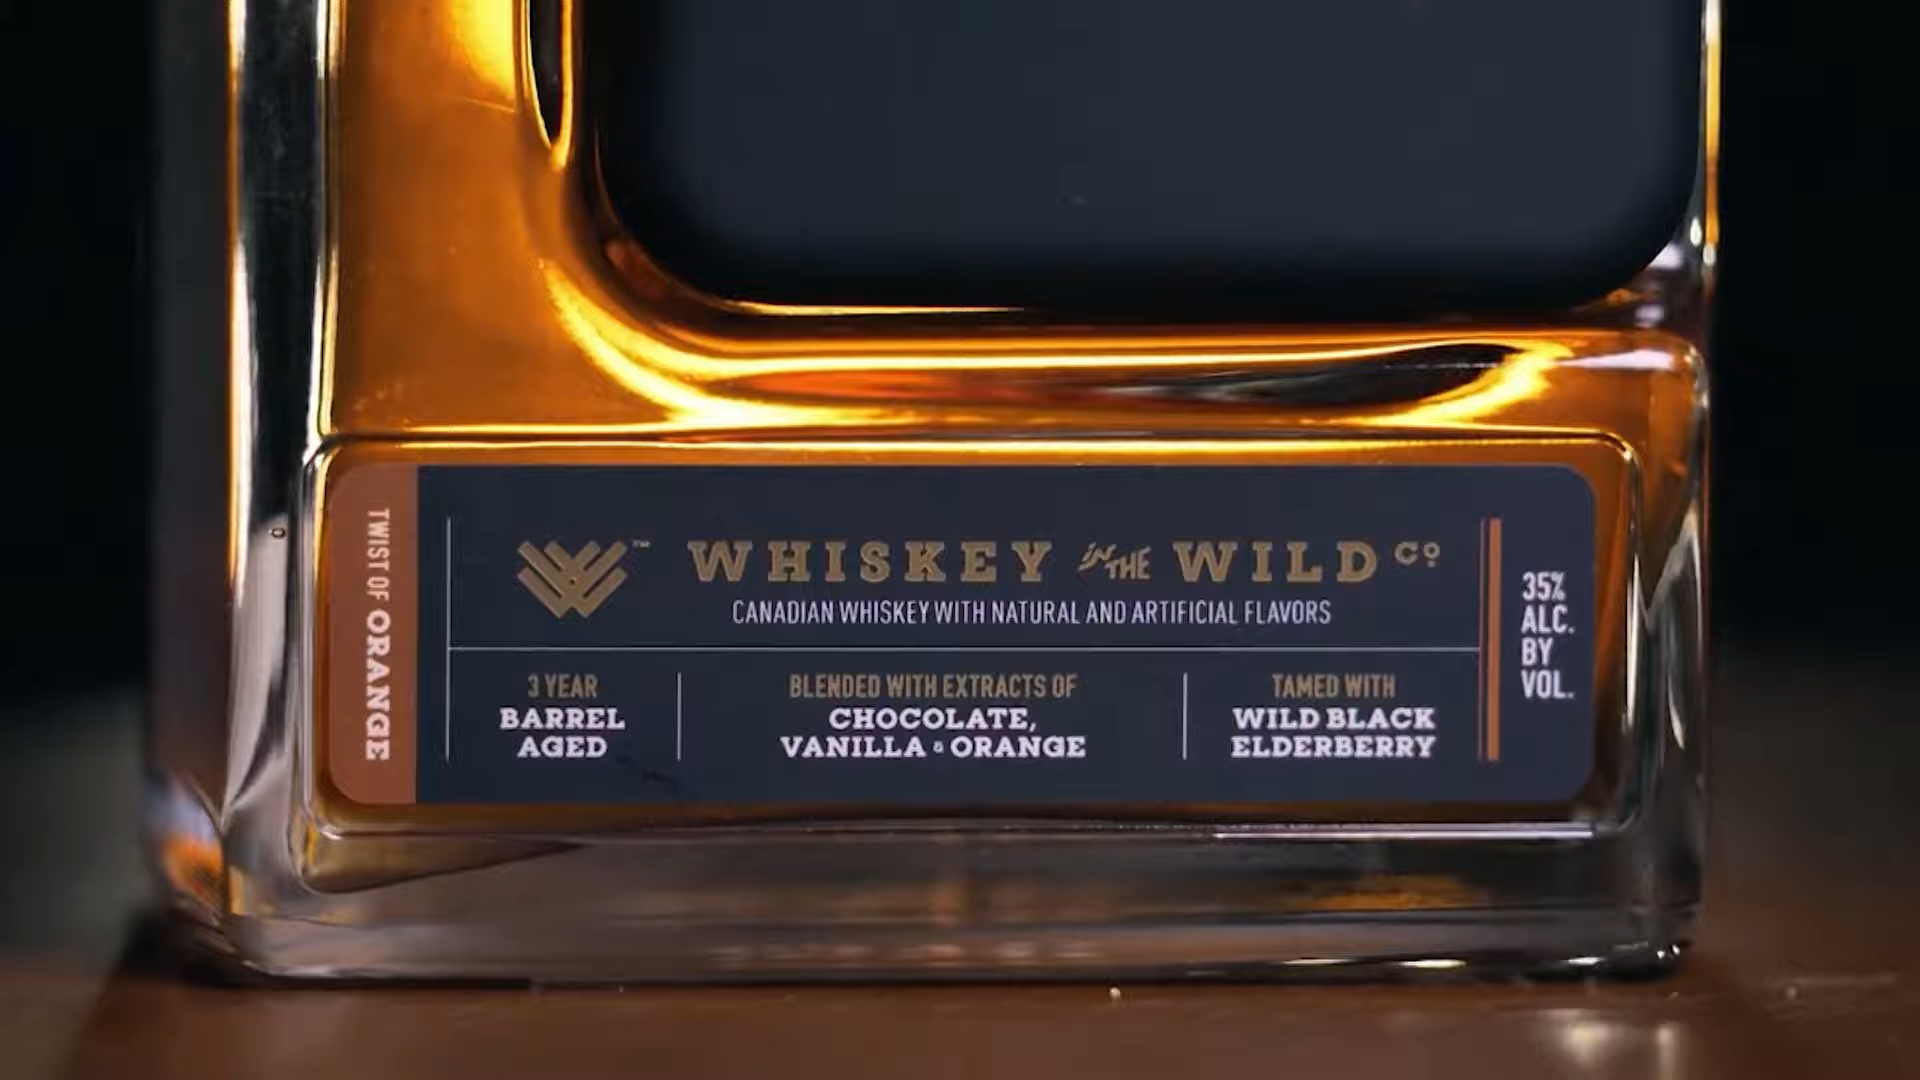 TWIST OF ORANGE
WHISKEY IN THE WILD CO
CANADIAN WHISKEY WITH NATURAL AND ARTIFICIAL FLAVORS
3 YEAR
BARREL
AGED
BLENDED WITH EXTRACTS OF
CHOCOLATE,
VANILLA & ORANGE
TAMED WITH
WILD BLACK
ELDERBERRY
35%
ALC.
BY
VOL.